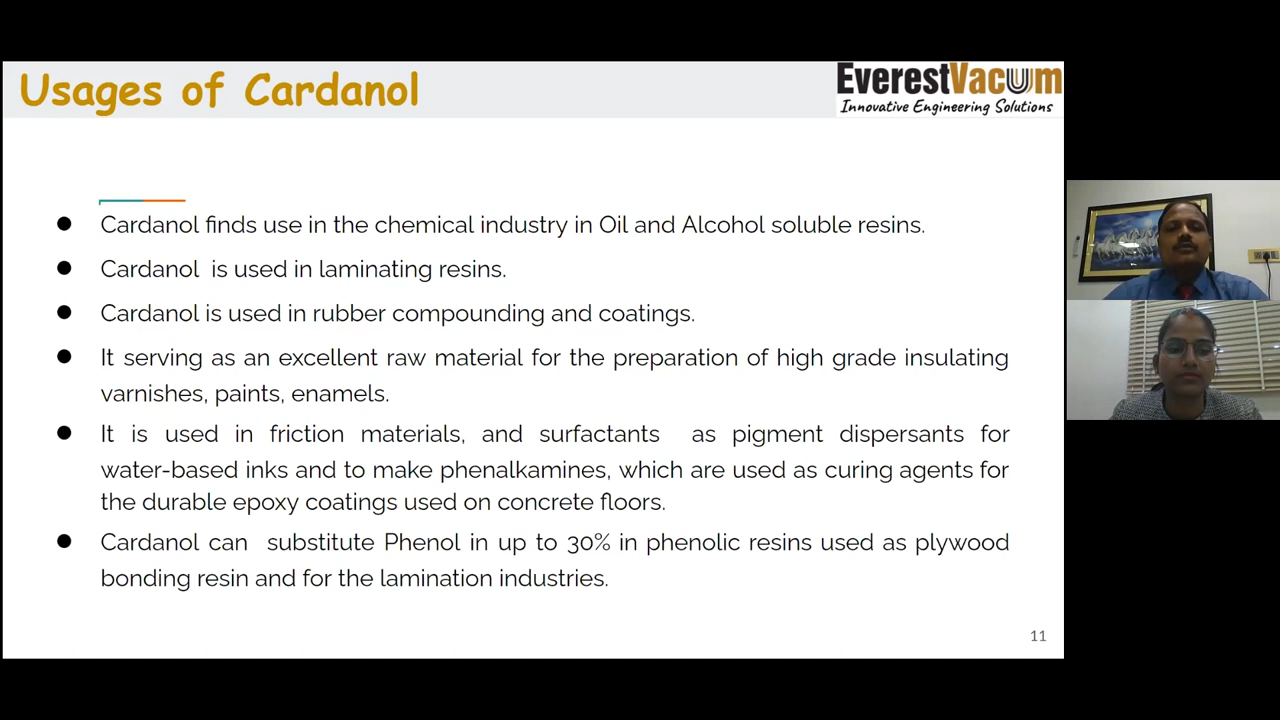 Usages of Cardanol
EverestVacuum
Innovative Engineering Solutions
● Cardanol finds use in the chemical industry in Oil and Alcohol soluble resins.
● Cardanol is used in laminating resins.
● Cardanol is used in rubber compounding and coatings.
● It serving as an excellent raw material for the preparation of high grade insulating
varnishes, paints, enamels.
● It is used in friction materials, and surfactants as pigment dispersants for
water-based inks and to make phenalkamines, which are used as curing agents for
the durable epoxy coatings used on concrete floors.
● Cardanol can substitute Phenol in up to 30% in phenolic resins used as plywood
bonding resin and for the lamination industries.
11